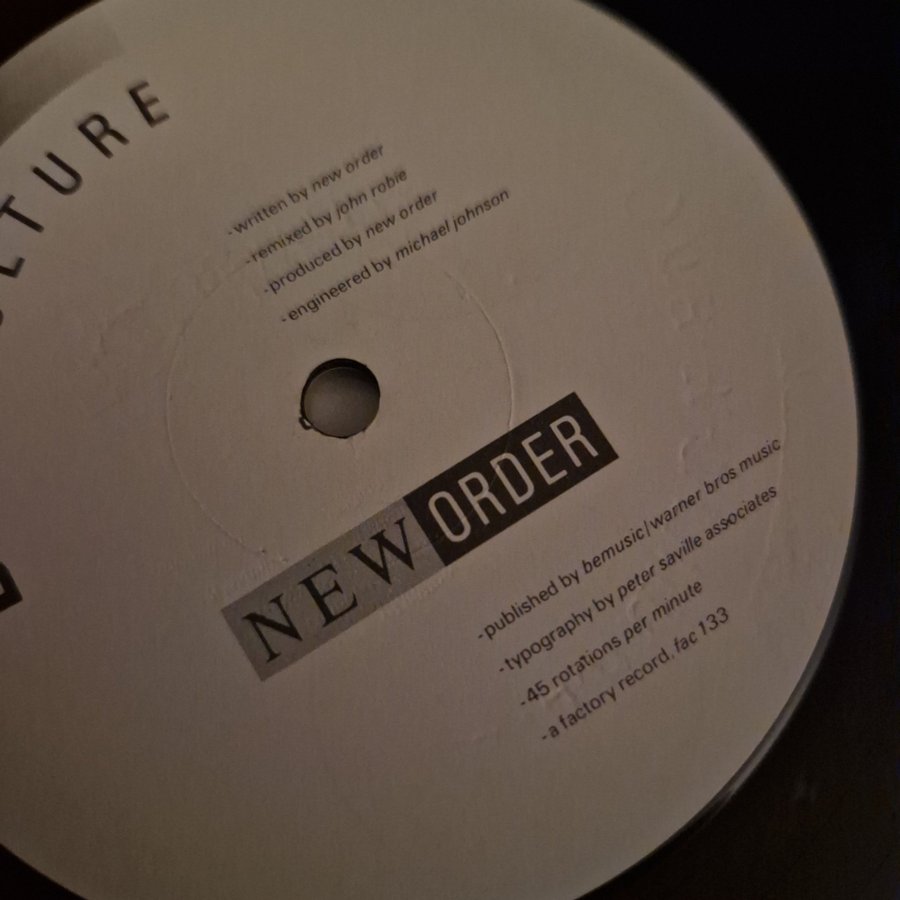 LTURE
-written by new order
-remixed by john robie
-produced by new order
-engineered by michael johnson
NEW ORDER
-published by bemusic/warner bros music
-typography by peter saville associates
-45 rotations per minute
-a factory record, fac 133